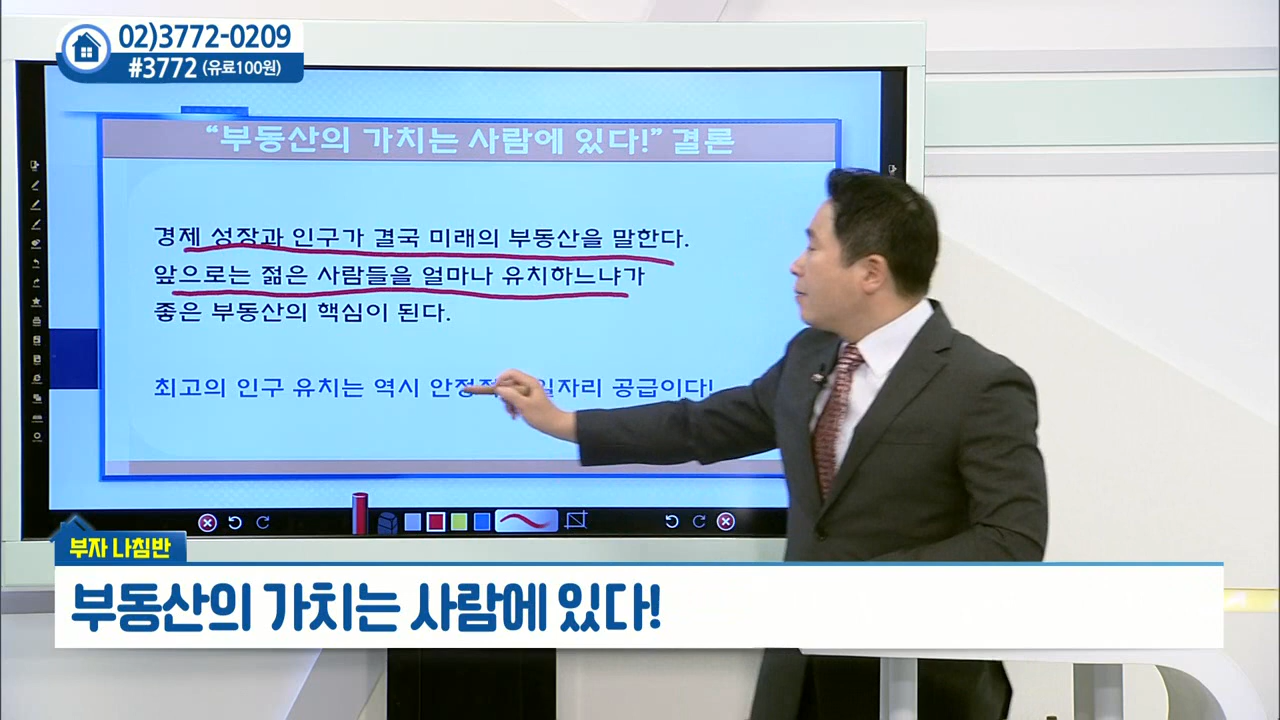 02)3772-0209
#3772 (유료100원)
“부동산의 가치는 사람에 있다!” 결론
경제 성장과 인구가 결국 미래의 부동산을 말한다.
앞으로는 젊은 사람들을 얼마나 유치하느냐가
좋은 부동산의 핵심이 된다.
최고의 인구 유치는 역시 일자리 공급이다!
부자 나침반
부동산의 가치는 사람에 있다!